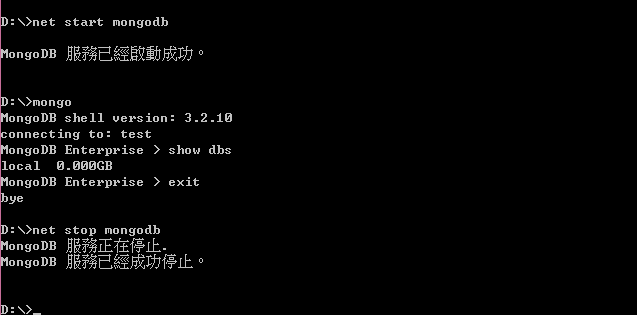 D:\>net start mongodb
MongoDB 服務已經啟動成功。
D:\>mongo
MongoDB shell version: 3.2.10
connecting to: test
MongoDB Enterprise > show dbs
local  0.000GB
MongoDB Enterprise > exit
bye
D:\>net stop mongodb
MongoDB 服務正在停止.
MongoDB 服務已經成功停止。
D:\>_